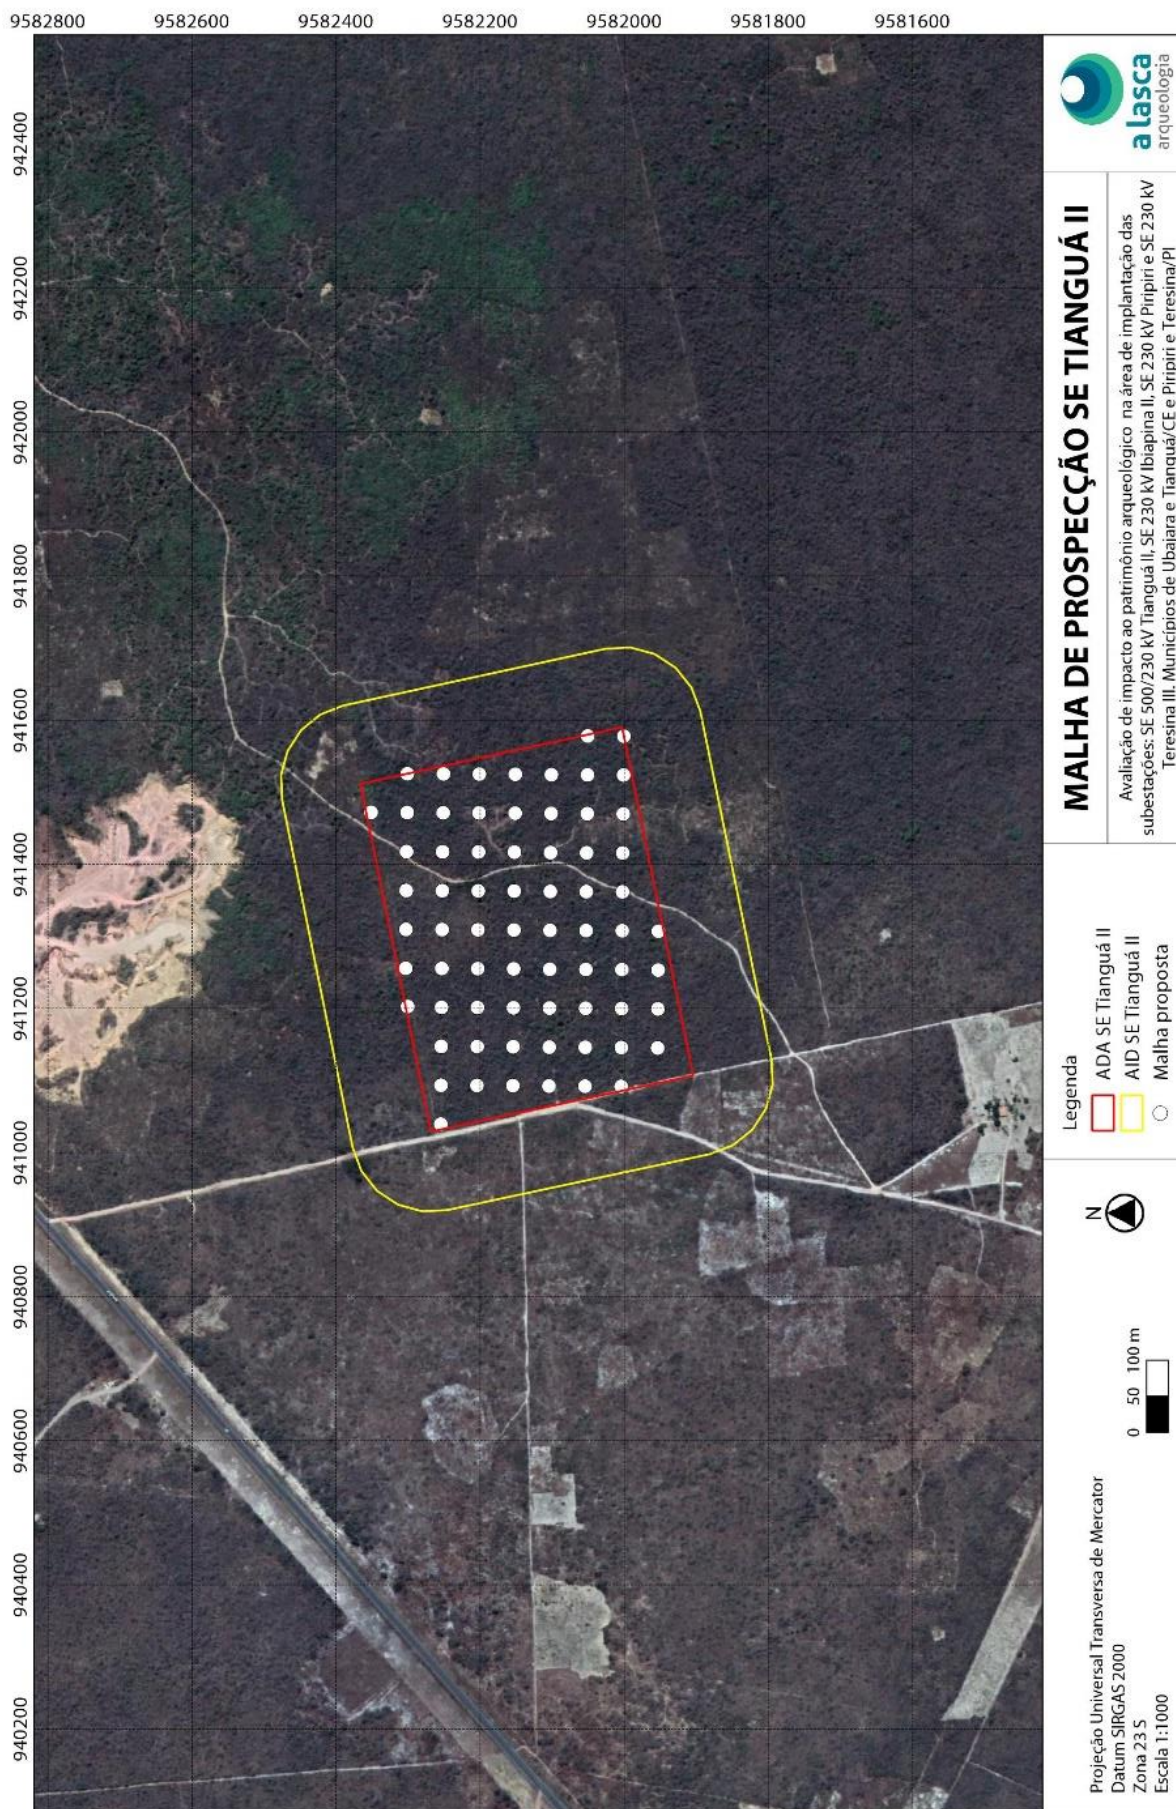 9582800 9582600 9582400 9582200 9582000 9581800 9581600
942400
942200
942000
941800
941600
941400
941200
941000
940800
940600
940400
940200
a lasca
arqueologia
MALHA DE PROSPECÇÃO SE TIANGUÁ II
Avaliação de impacto ao patrimônio arqueológico na área de implantação das
subestações: SE 500/230 kV Tianguá II, SE 230 kV Ibiapina II, SE 230 kV Piripiri e SE 230 kV
Teresina III. Municípios de Ubajara e Tianguá/CE e Piripiri e Teresina/PI
Legenda
ADA SE Tianguá II
AID SE Tianguá II
Malha proposta
N
0 50 100 m
Projeção Universal Transversa de Mercator
Datum SIRGAS 2000
Zona 23 S
Escala 1:1000